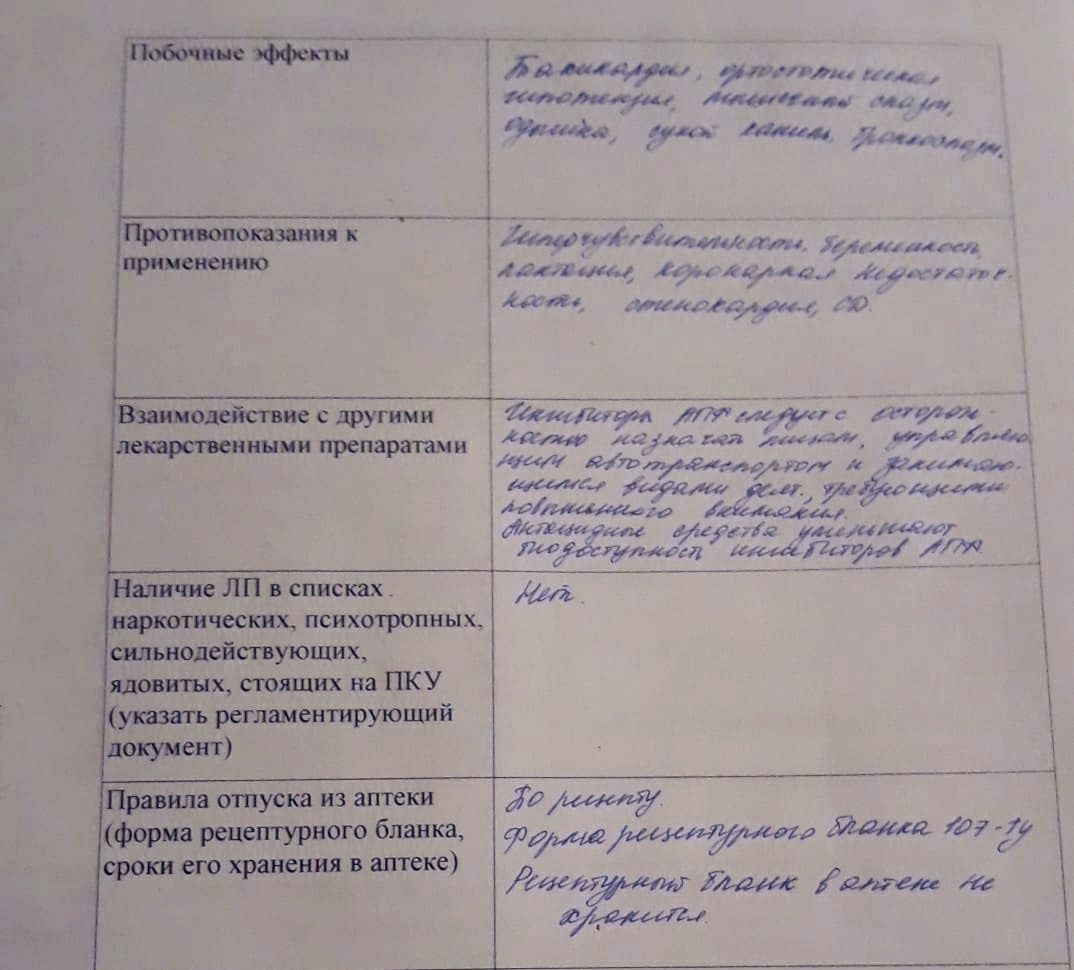 Побочные эффекты
Тахикардия, ортостатическая
гипотензия, мышечный спазм,
одышка, сухой кашель, бронхоспазм.
Противопоказания к
применению
Гиперчувствительность, беременность,
лактация, коронарная недостаточ-
ность, стенокардия, СД.
Взаимодействие с другими
лекарственными препаратами
Ингибиторы АПФ следует с осторож-
ностью назначать лицам, управляю-
щим автотранспортом и занимаю-
щимся видами деят., требующими
повышенного внимания.
Антацидные средства уменьшают
биодоступность ингибиторов АПФ
Наличие ЛП в списках
наркотических, психотропных,
сильнодействующих,
ядовитых, стоящих на ПКУ
(указать регламентирующий
документ)
Нет.
Правила отпуска из аптеки
(форма рецептурного бланка,
сроки его хранения в аптеке)
По рецепту.
Форма рецептурного бланка 107-1у
Рецептурный бланк в аптеке не
хранится.